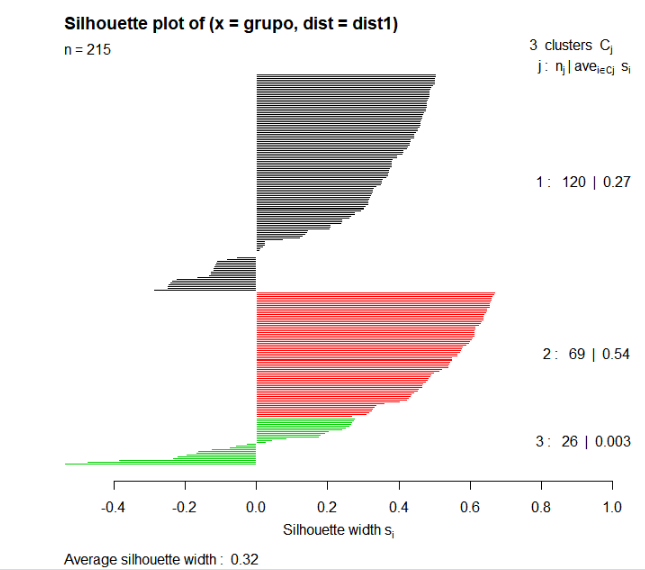 Silhouette plot of (x = grupo, dist = dist1)
n = 215
3 clusters Cj
j : nj | avei∈Cj si
1 : 120 | 0.27
2 : 69 | 0.54
3 : 26 | 0.003
-0.4 -0.2 0.0 0.2 0.4 0.6 0.8 1.0
Silhouette width si
Average silhouette width : 0.32